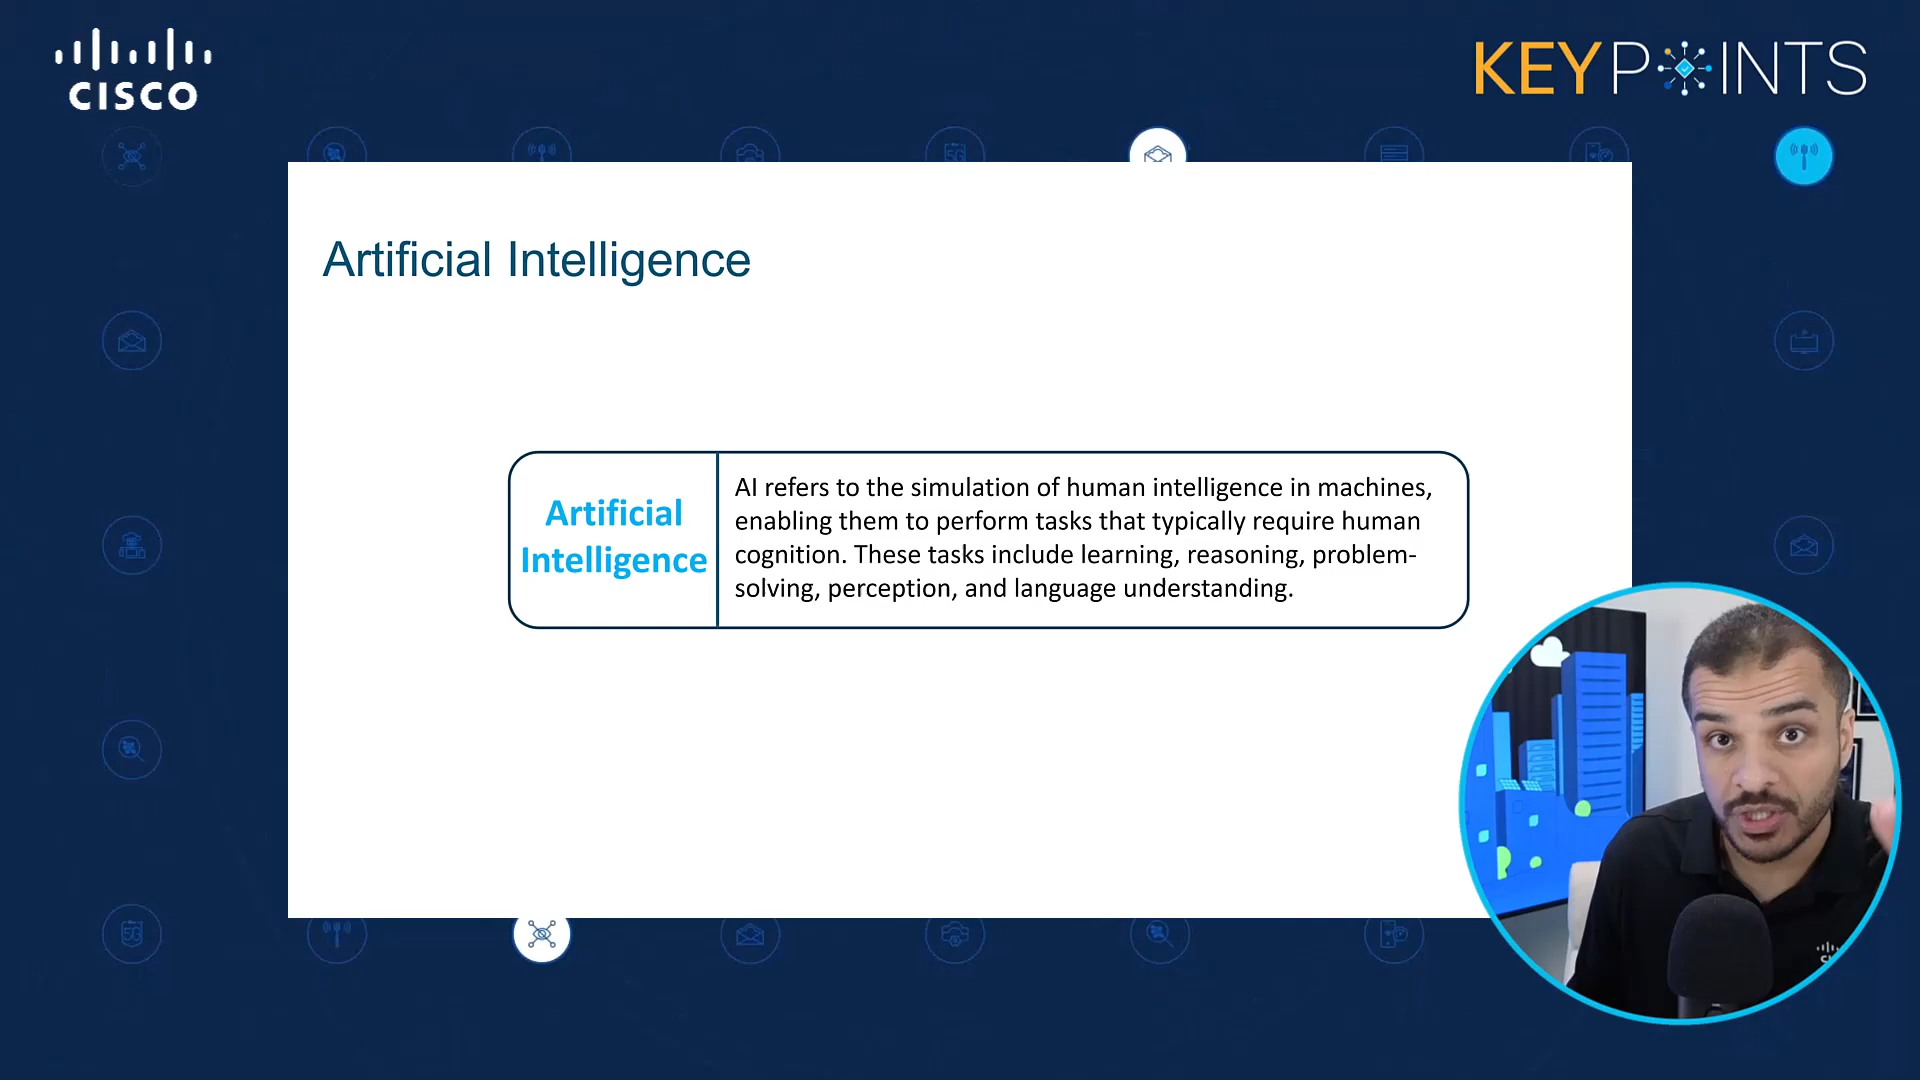 CISCO
KEYPOINTS
Artificial Intelligence
Artificial
Intelligence
AI refers to the simulation of human intelligence in machines,
enabling them to perform tasks that typically require human
cognition. These tasks include learning, reasoning, problem-
solving, perception, and language understanding.
5G